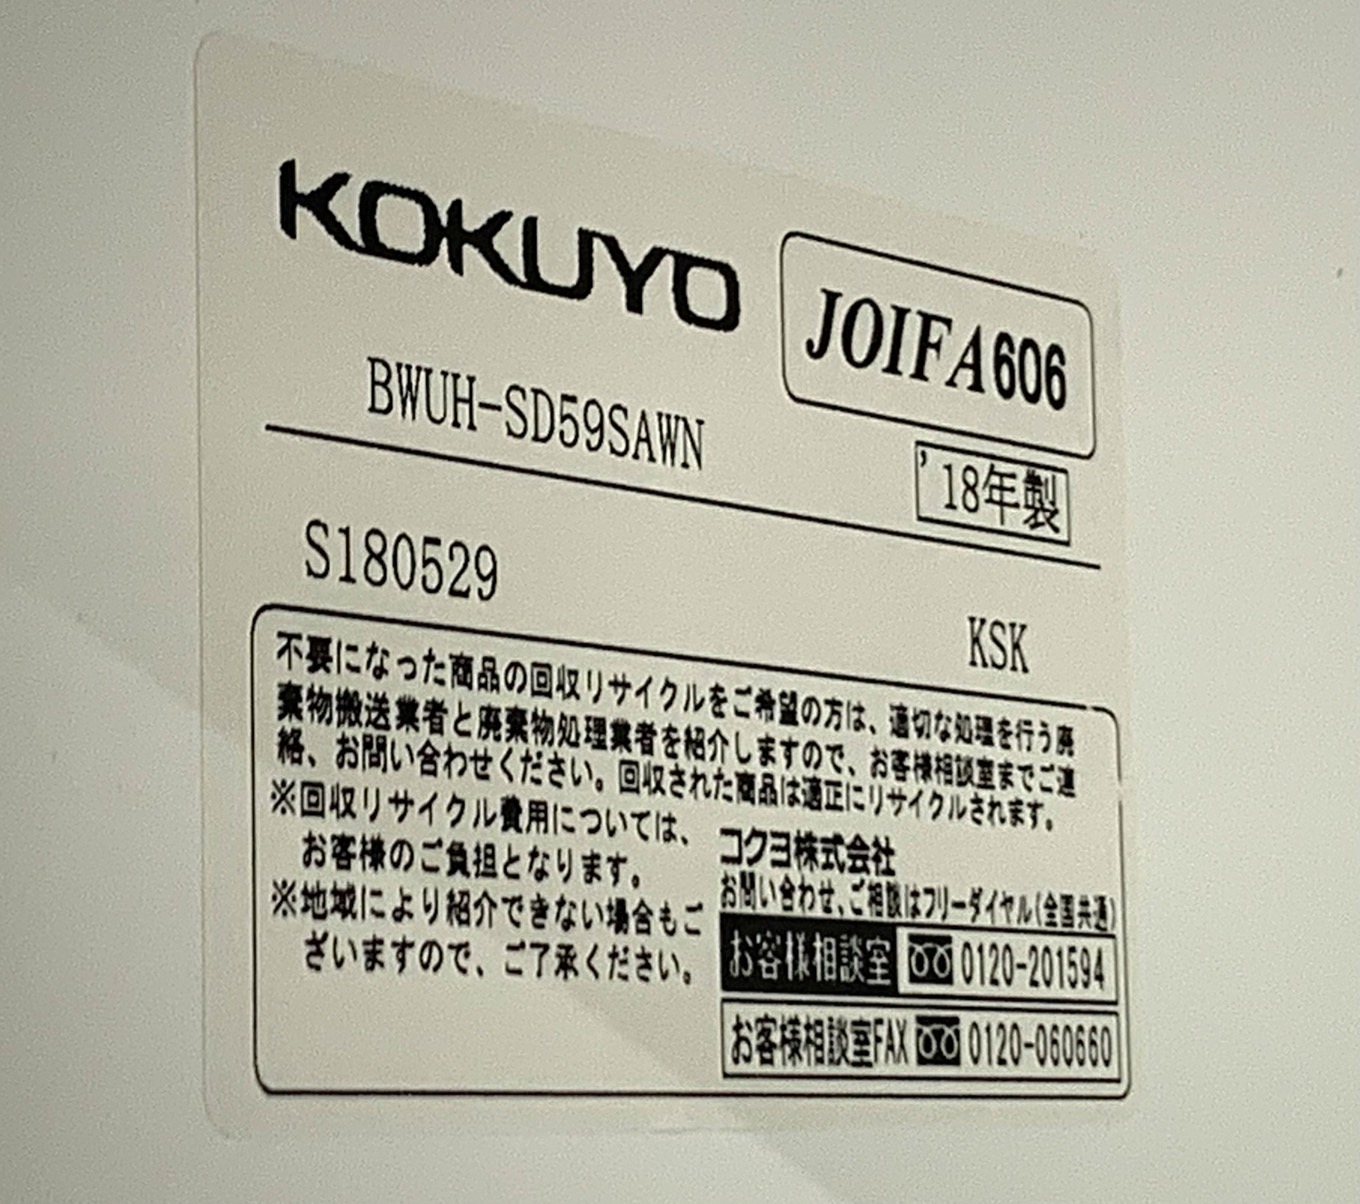 KOKUYO
JOIFA606
BWUH-SD59SAWN
'18年製
S180529
KSK
不要になった商品の回収リサイクルをご希望の方は、適切な処理を行う廃
棄物搬送業者と廃棄物処理業者を紹介しますので、お客様相談室までご連
絡、お問い合わせください。回収された商品は適正にリサイクルされます。
※回収リサイクル費用については、
お客様のご負担となります。
※地域により紹介できない場合もご
ざいますので、ご了承ください。
コクヨ株式会社
お問い合わせ、ご相談はフリーダイヤル(全国共通)
お客様相談室 0120-201594
お客様相談室FAX 0120-060660